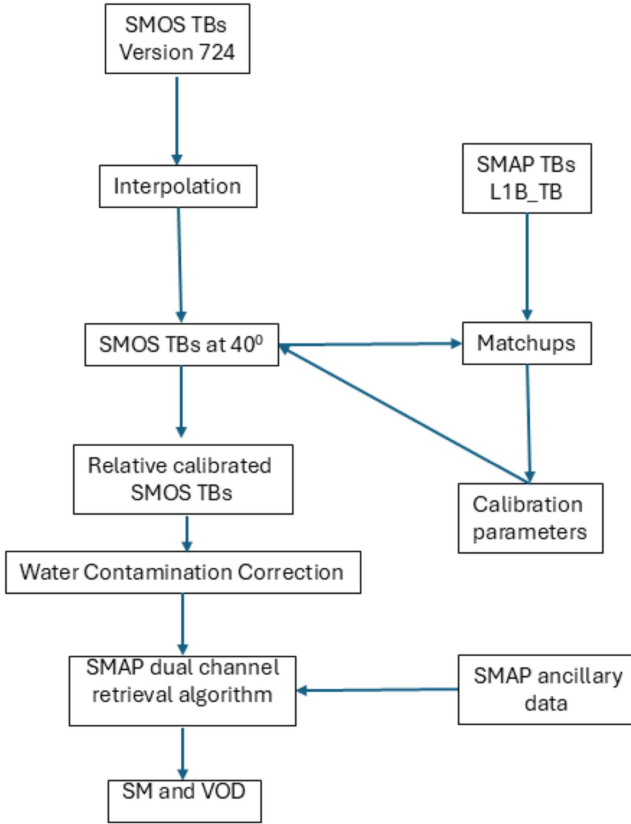 SMOS TBs
Version 724
Interpolation
SMAP TBs
L1B_TB
SMOS TBs at 40⁰
Matchups
Relative calibrated
SMOS TBs
Calibration
parameters
Water Contamination Correction
SMAP dual channel
retrieval algorithm
SMAP ancillary
data
SM and VOD